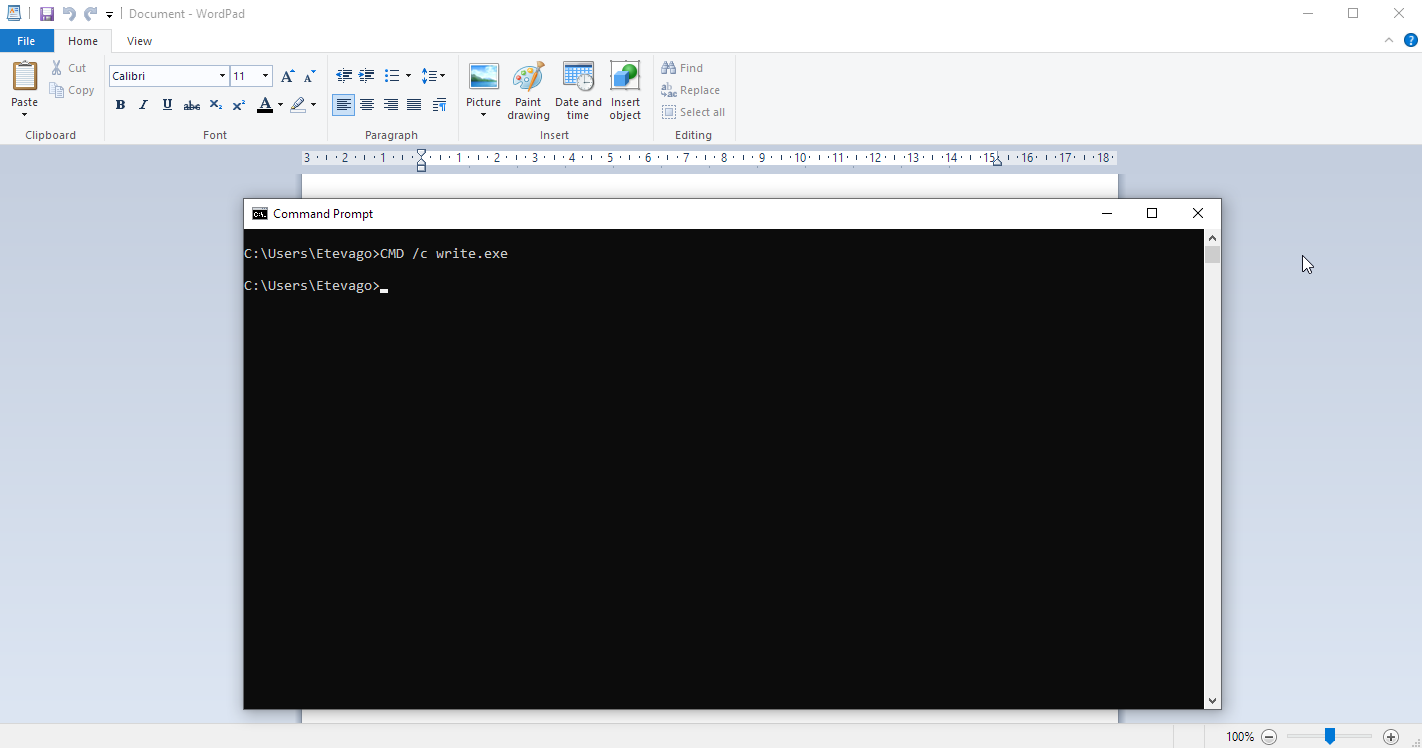 Document - WordPad
File Home View
Cut
Copy
Paste
Clipboard
Calibri 11
B I U abc X₂ X²
A
Font
Paragraph
Picture
Paint drawing
Date and time
Insert object
Insert
Find
Replace
Select all
Editing
3 2 1 1 2 3 4 5 6 7 8 9 10 11 12 13 14 15 16 17 18
Command Prompt
C:\Users\Etevago>CMD /c write.exe
C:\Users\Etevago>_
100%